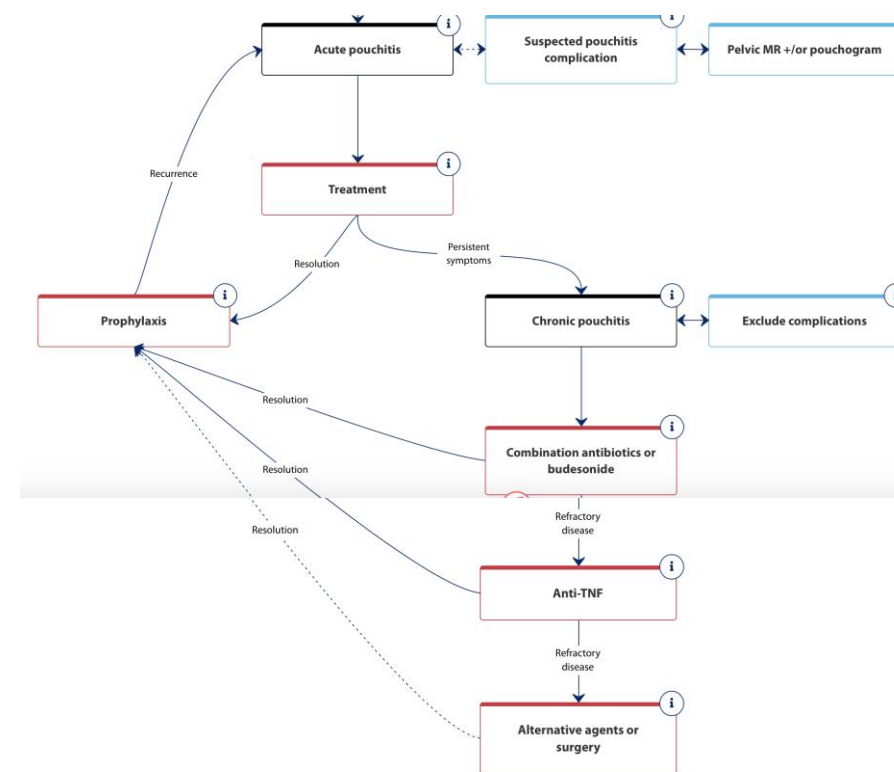 Acute pouchitis
i
Suspected pouchitis
complication
i
Pelvic MR +/or pouchogram
Recurrence
Treatment
i
Persistent
symptoms
Resolution
Prophylaxis
i
Chronic pouchitis
i
Exclude complications
Resolution
Combination antibiotics or
budesonide
i
Resolution
Refractory
disease
Resolution
Anti-TNF
i
Refractory
disease
Alternative agents or
surgery
i